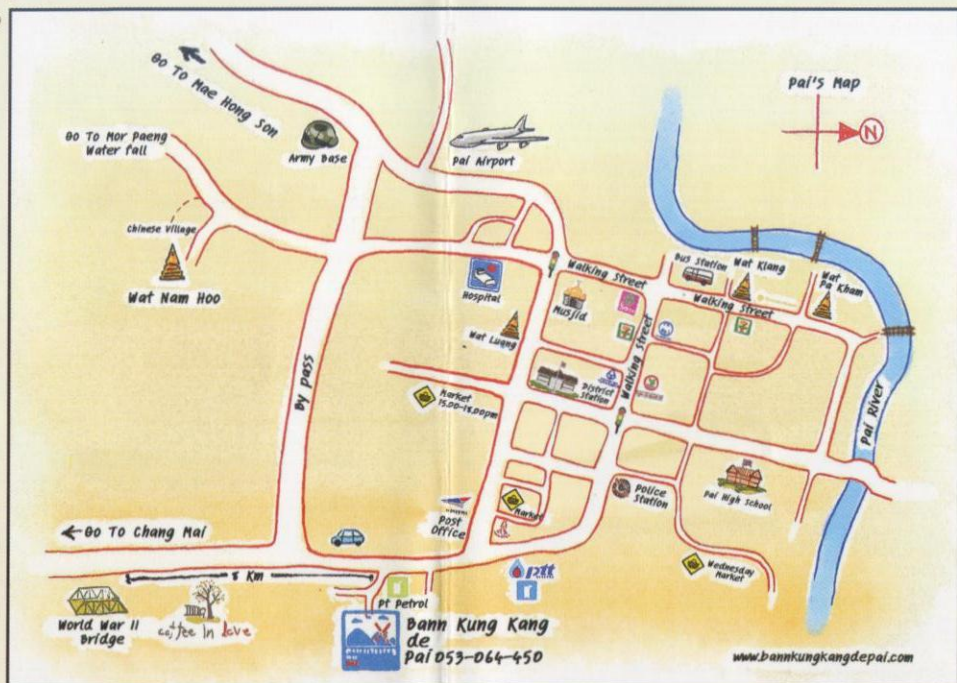 Pai's Map
N
Go To Mae Hong Son
Go To Mor Paeng
Water fall
Army Base
Pai Airport
Chinese Village
Wat Nam Hoo
Hospital
Walking Street
Musjid
Wat Luang
Bus Station
Wat Klang
Walking Street
Wat
Pa Kham
7
7
Walking Street
District
Station
Market
15.00-18.00pm
By pass
Pai River
Police
Station
Pai High School
Post
Office
Market
Wednesday
Market
← Go To Chang Mai
ptt
Pt Petrol
World War II
Bridge
Coffee In Love
Bann Kung Kang
de
Pai 053-064-450
www.bannkungkangdepai.com